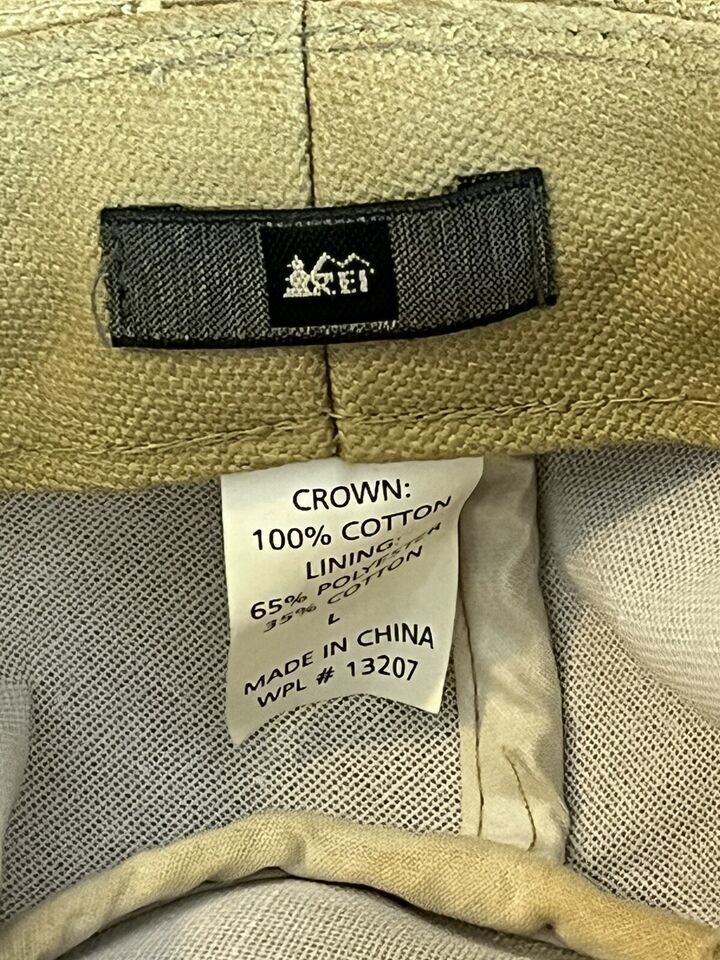 REI
CROWN:
100% COTTON
LINING:
65% POLYESTER
35% COTTON
L
MADE IN CHINA
WPL # 13207